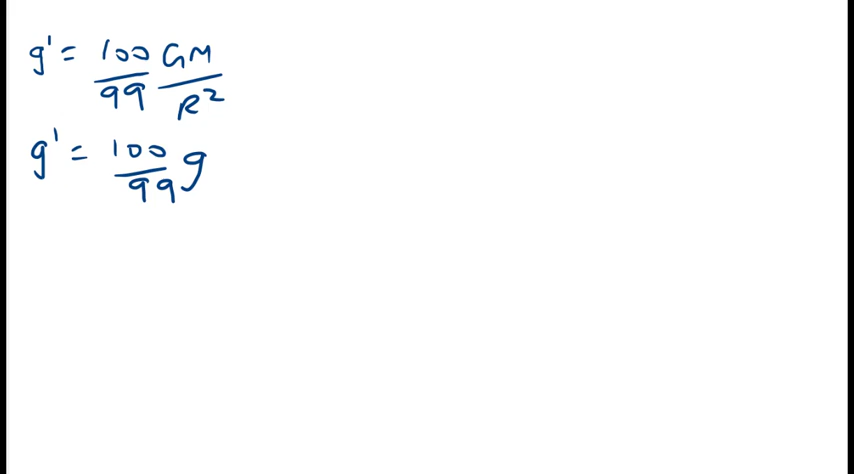 g' = 100/99 GM/R²
g' = 100/99 g